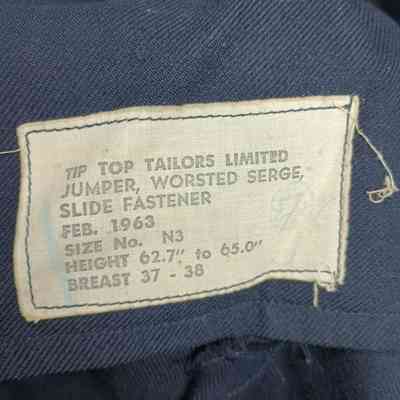 TIP TOP TAILORS LIMITED
JUMPER, WORSTED SERGE,
SLIDE FASTENER
FEB. 1963
SIZE No. N3
HEIGHT 62.7" to 65.0"
BREAST 37 - 38